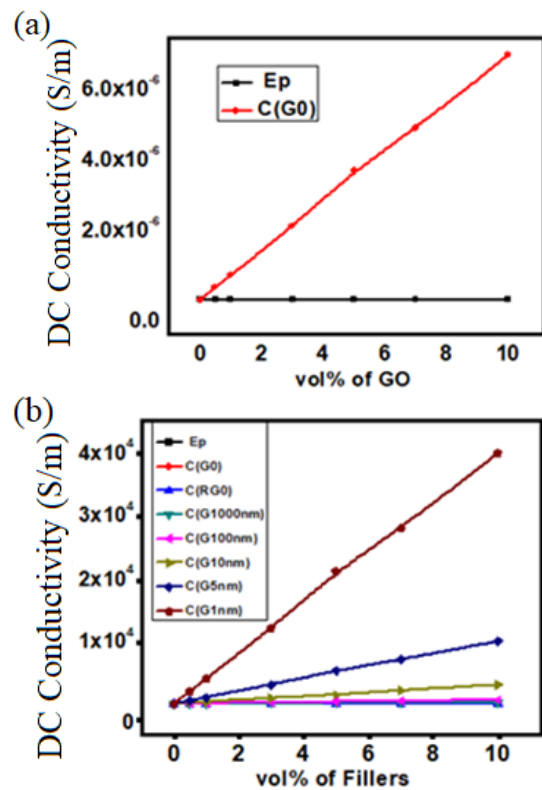 (a)
DC Conductivity (S/m)
6.0x10⁻⁶
4.0x10⁻⁶
2.0x10⁻⁶
0.0
Ep
C(G0)
0 2 4 6 8 10
vol% of GO
(b)
DC Conductivity (S/m)
4x10⁴
3x10⁴
2x10⁴
1x10⁴
0
Ep
C(G0)
C(RG0)
C(G1000nm)
C(G100nm)
C(G10nm)
C(G5nm)
C(G1nm)
0 2 4 6 8 10
vol% of Fillers